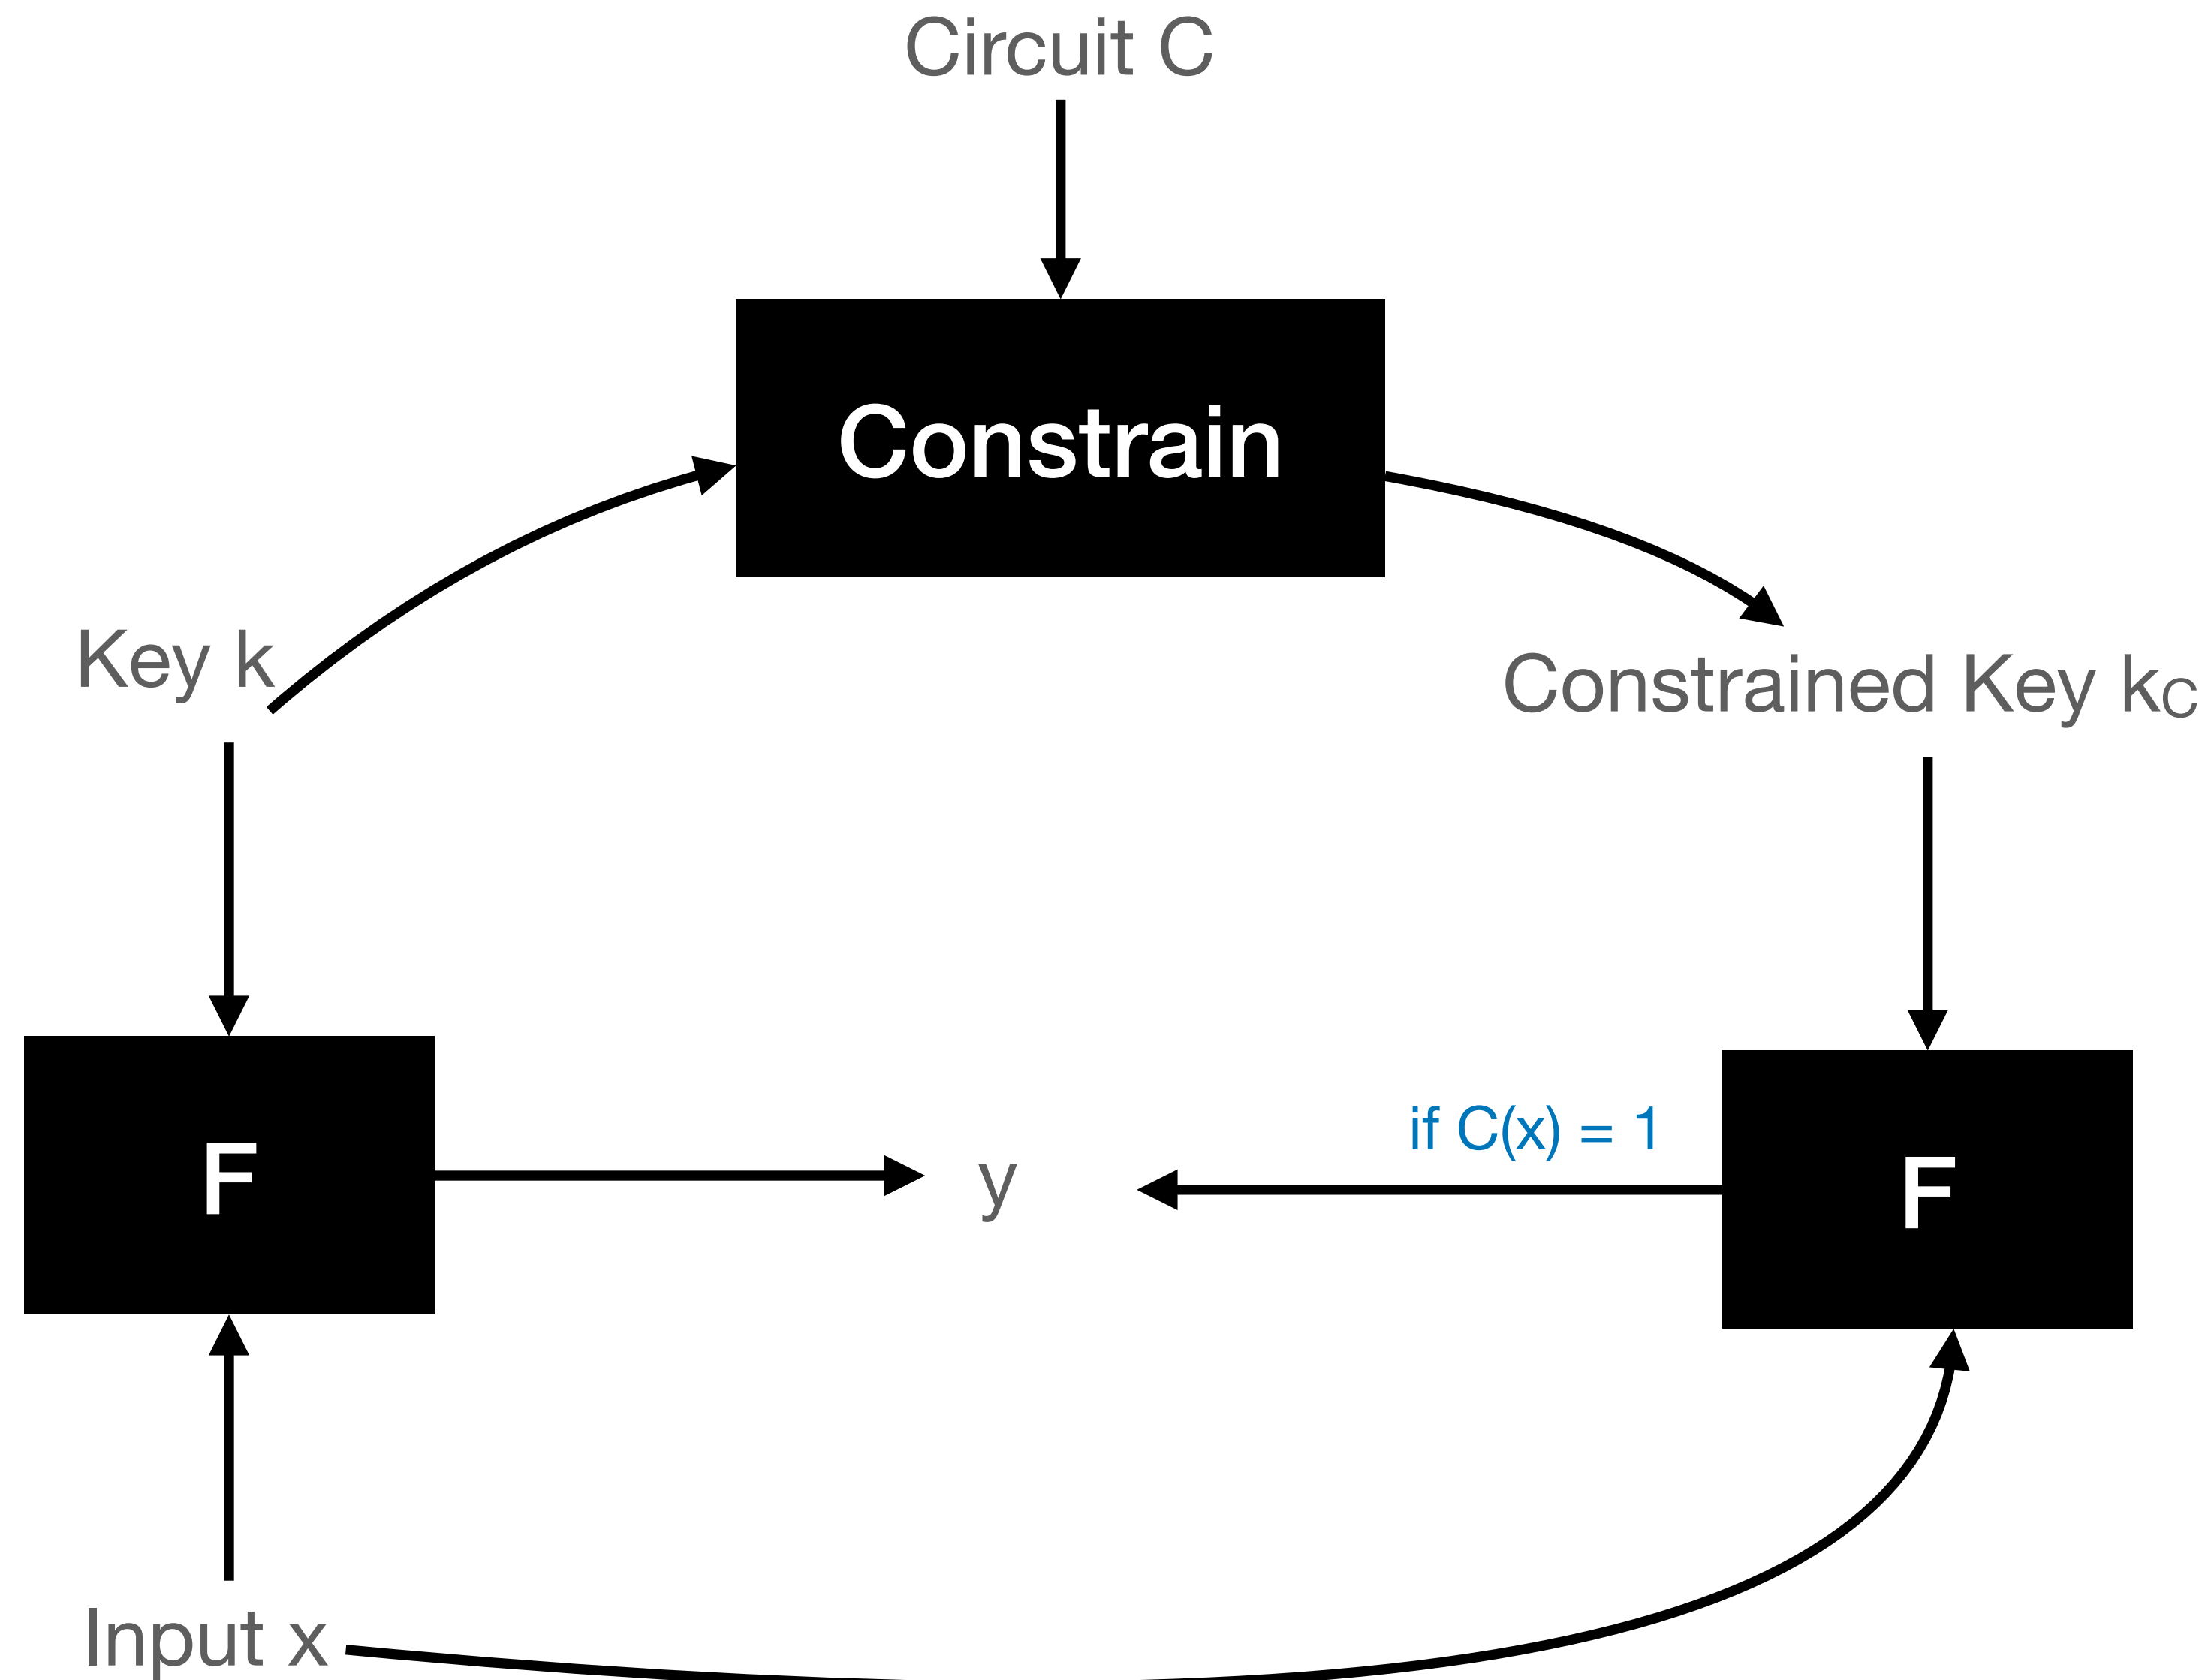 Circuit C
Constrain
Key k
Constrained Key kC
if C(x) = 1
F
y
F
Input x